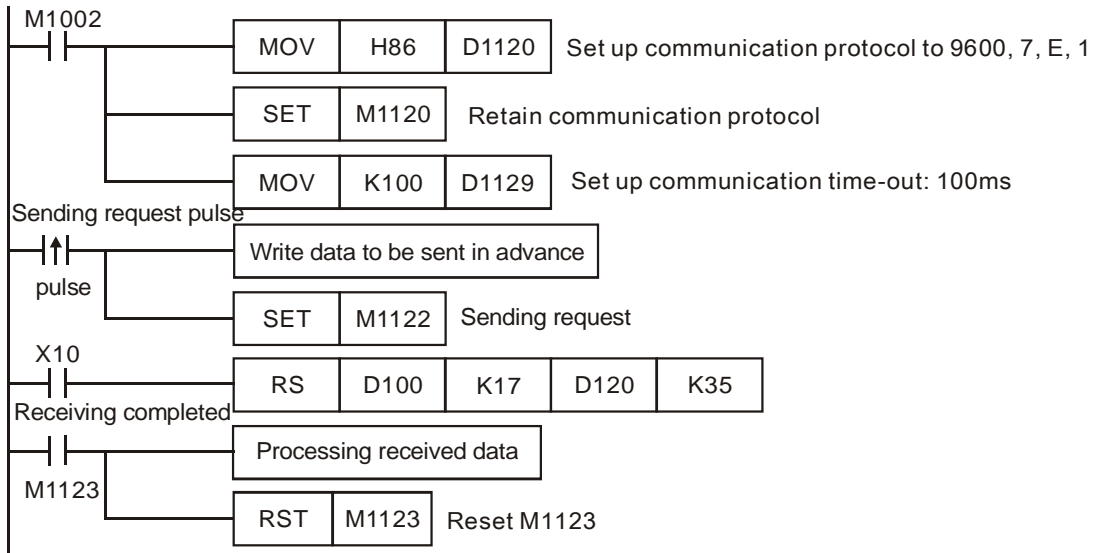 M1002
MOV H86 D1120 Set up communication protocol to 9600, 7, E, 1
SET M1120 Retain communication protocol
MOV K100 D1129 Set up communication time-out: 100ms
Sending request pulse
Write data to be sent in advance
pulse
SET M1122 Sending request
X10
RS D100 K17 D120 K35
Receiving completed
Processing received data
M1123
RST M1123 Reset M1123